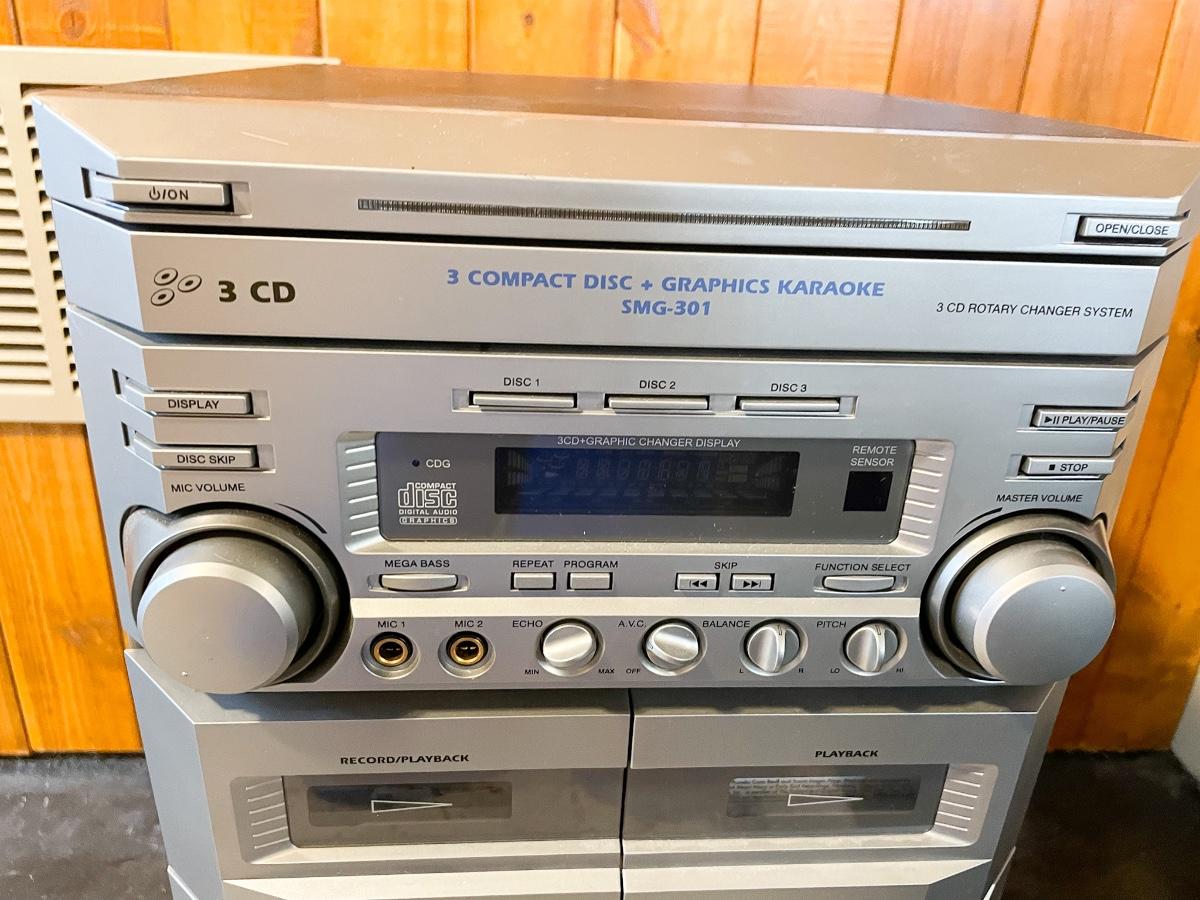 ⏻/ON
OPEN/CLOSE
3 CD
3 COMPACT DISC + GRAPHICS KARAOKE
SMG-301
3 CD ROTARY CHANGER SYSTEM
DISPLAY
DISC SKIP
DISC 1
DISC 2
DISC 3
►II PLAY/PAUSE
■ STOP
3CD+GRAPHIC CHANGER DISPLAY
CDG
COMPACT
disc
DIGITAL AUDIO
GRAPHICS
REMOTE
SENSOR
MIC VOLUME
MASTER VOLUME
MEGA BASS
REPEAT
PROGRAM
SKIP
FUNCTION SELECT
MIC 1
MIC 2
ECHO
MIN
MAX
A.V.C.
OFF
BALANCE
L
R
PITCH
LO
HI
RECORD/PLAYBACK
PLAYBACK